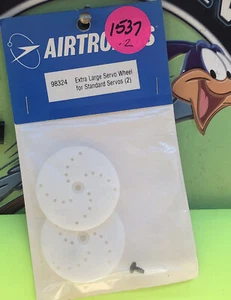 1537
-2
AIRTRONICS
98324 Extra Large Servo Wheel
for Standard Servos (2)